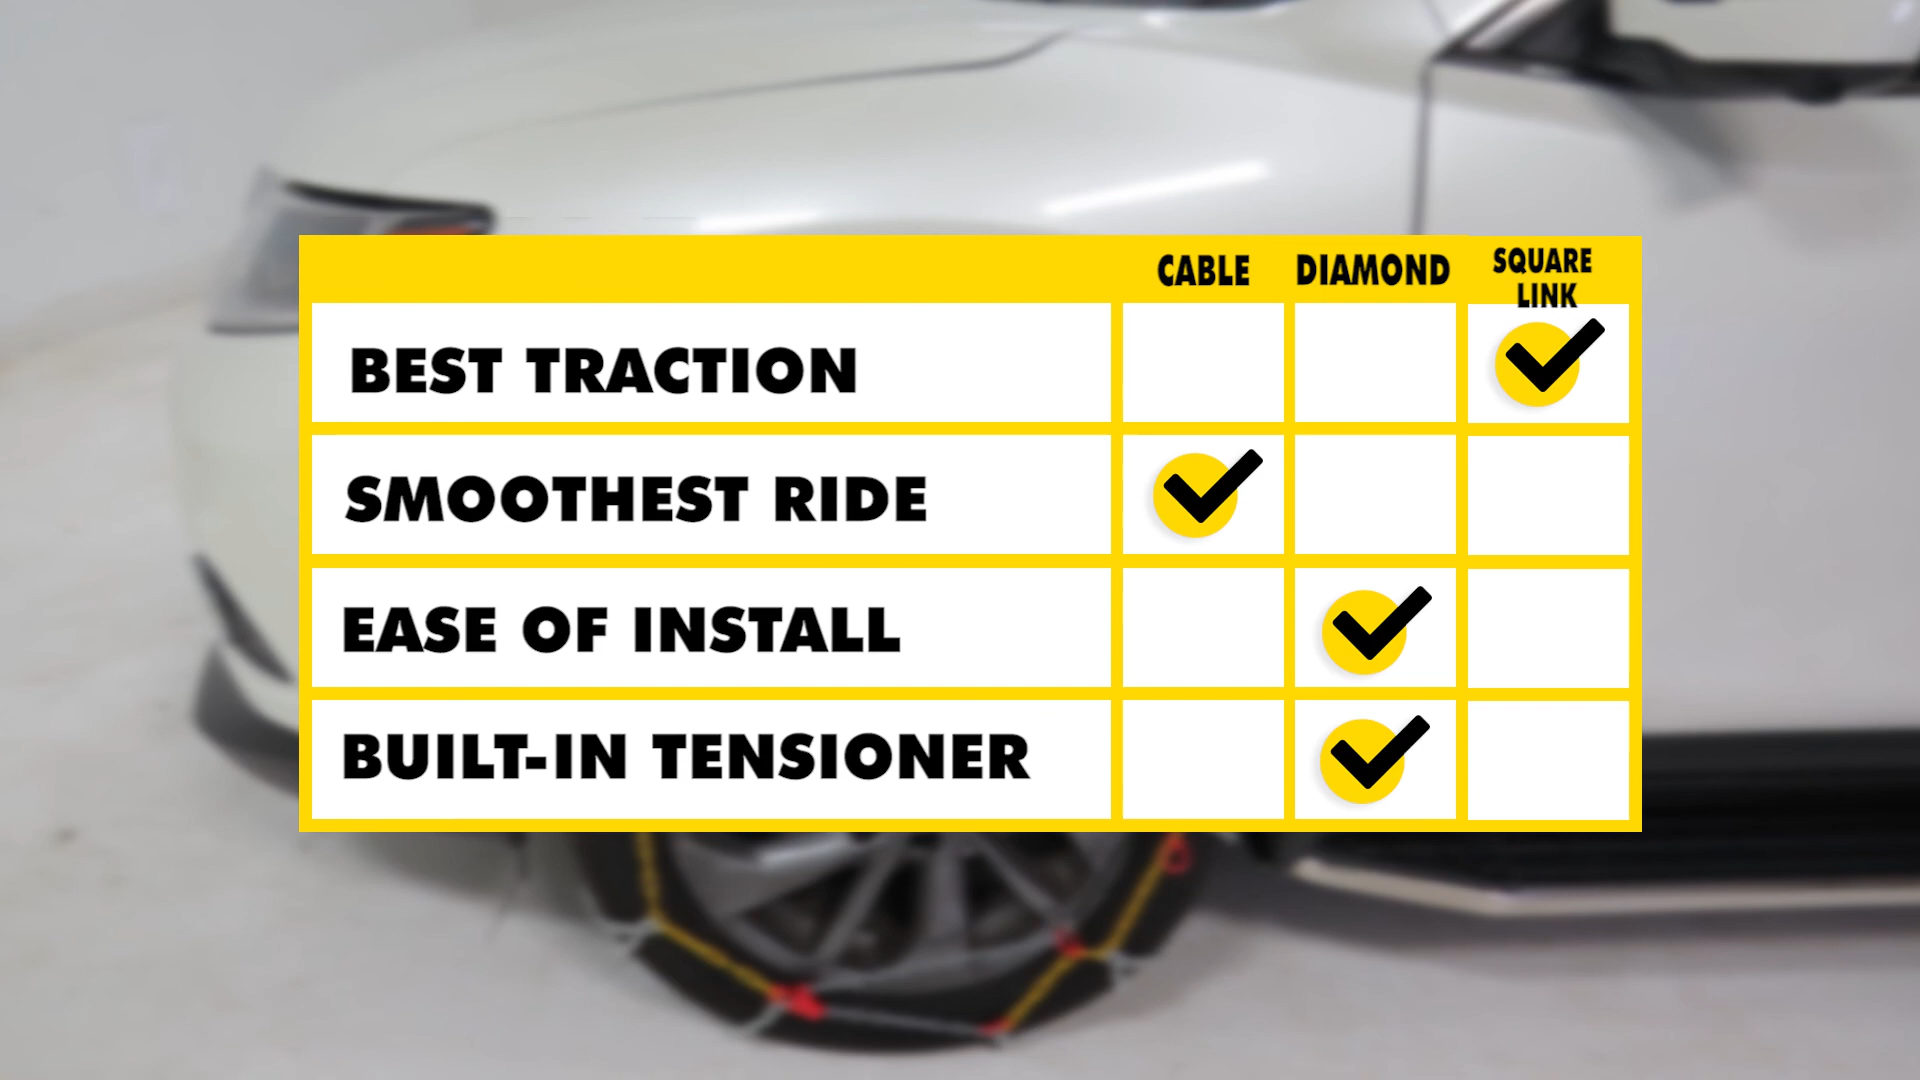 CABLE DIAMOND SQUARE
LINK
BEST TRACTION
SMOOTHEST RIDE
EASE OF INSTALL
BUILT-IN TENSIONER